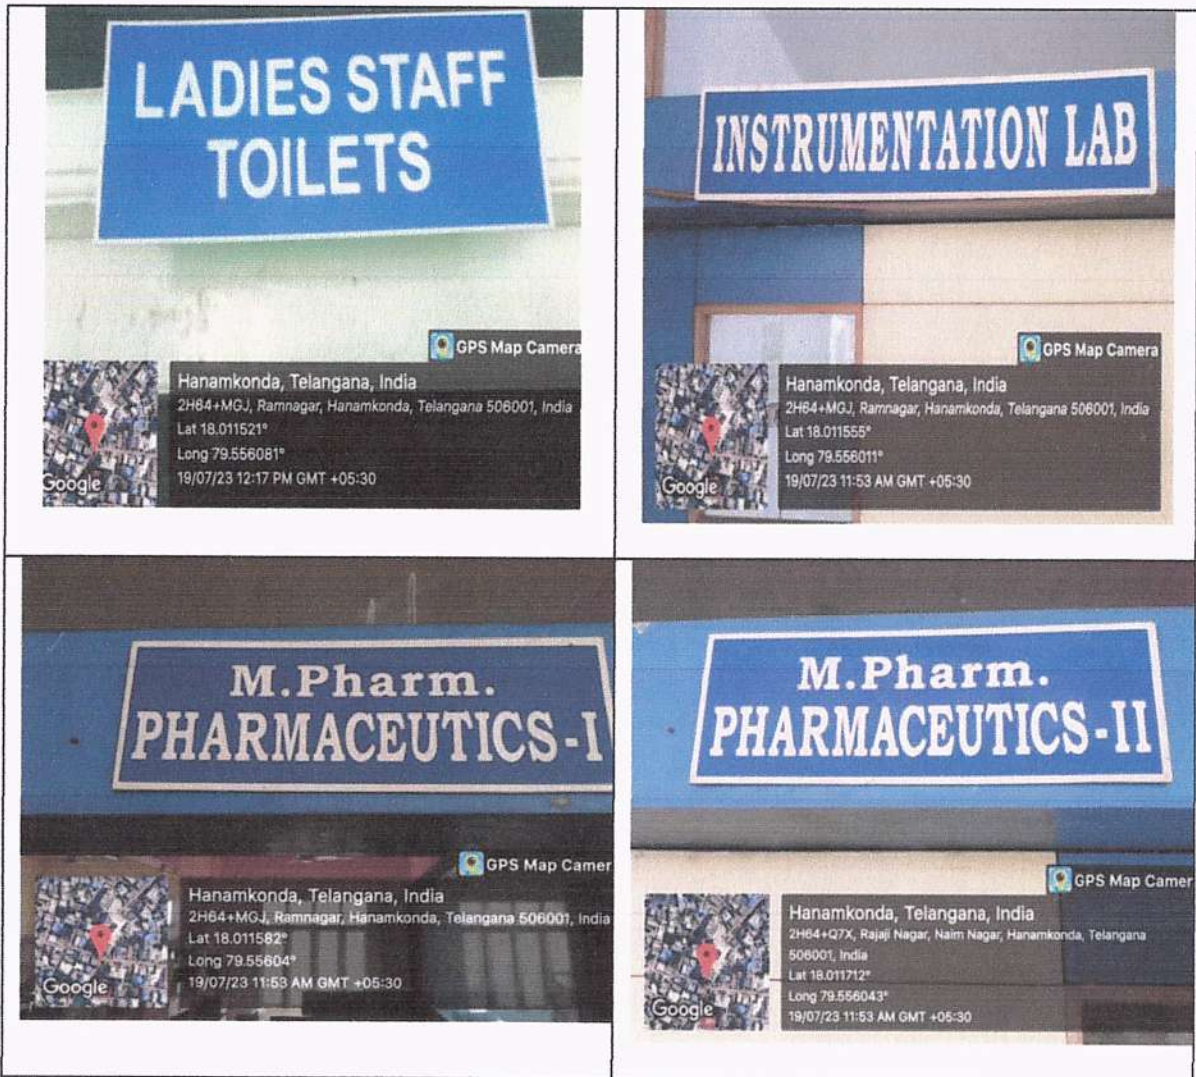 LADIES STAFF
TOILETS
GPS Map Camera
Hanamkonda, Telangana, India
2H64+MGJ, Ramnagar, Hanamkonda, Telangana 506001, India
Lat 18.011521°
Long 79.556081°
19/07/23 12:17 PM GMT +05:30
Google
INSTRUMENTATION LAB
GPS Map Camera
Hanamkonda, Telangana, India
2H64+MGJ, Ramnagar, Hanamkonda, Telangana 506001, India
Lat 18.011555°
Long 79.556011°
19/07/23 11:53 AM GMT +05:30
Google
M.Pharm.
PHARMACEUTICS-I
GPS Map Camer
Hanamkonda, Telangana, India
2H64+MGJ, Ramnagar, Hanamkonda, Telangana 506001, India
Lat 18.011582°
Long 79.55604°
19/07/23 11:53 AM GMT +05:30
Google
M.Pharm.
PHARMACEUTICS-II
GPS Map Camer
Hanamkonda, Telangana, India
2H64+Q7X, Rajaji Nagar, Naim Nagar, Hanamkonda, Telangana
506001, India
Lat 18.011712°
Long 79.556043°
19/07/23 11:53 AM GMT +05:30
Google